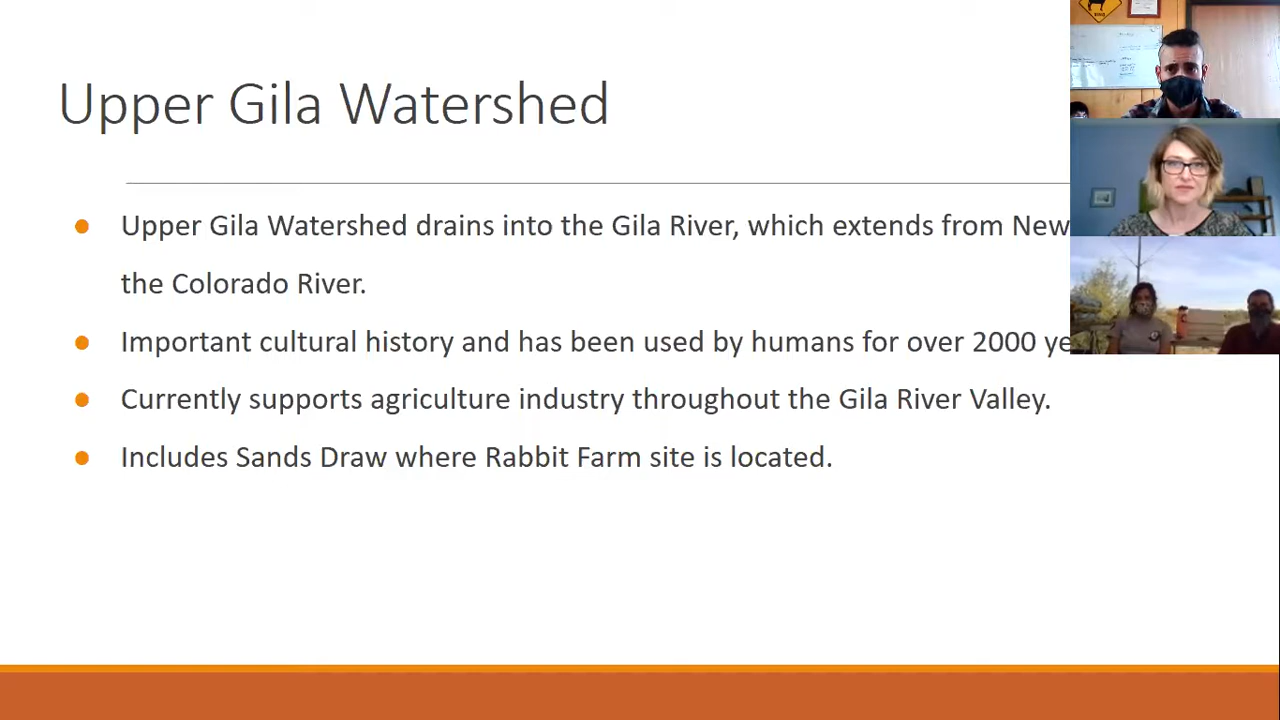 Upper Gila Watershed
Upper Gila Watershed drains into the Gila River, which extends from New
the Colorado River.
Important cultural history and has been used by humans for over 2000
Currently supports agriculture industry throughout the Gila River Valley.
Includes Sands Draw where Rabbit Farm site is located.